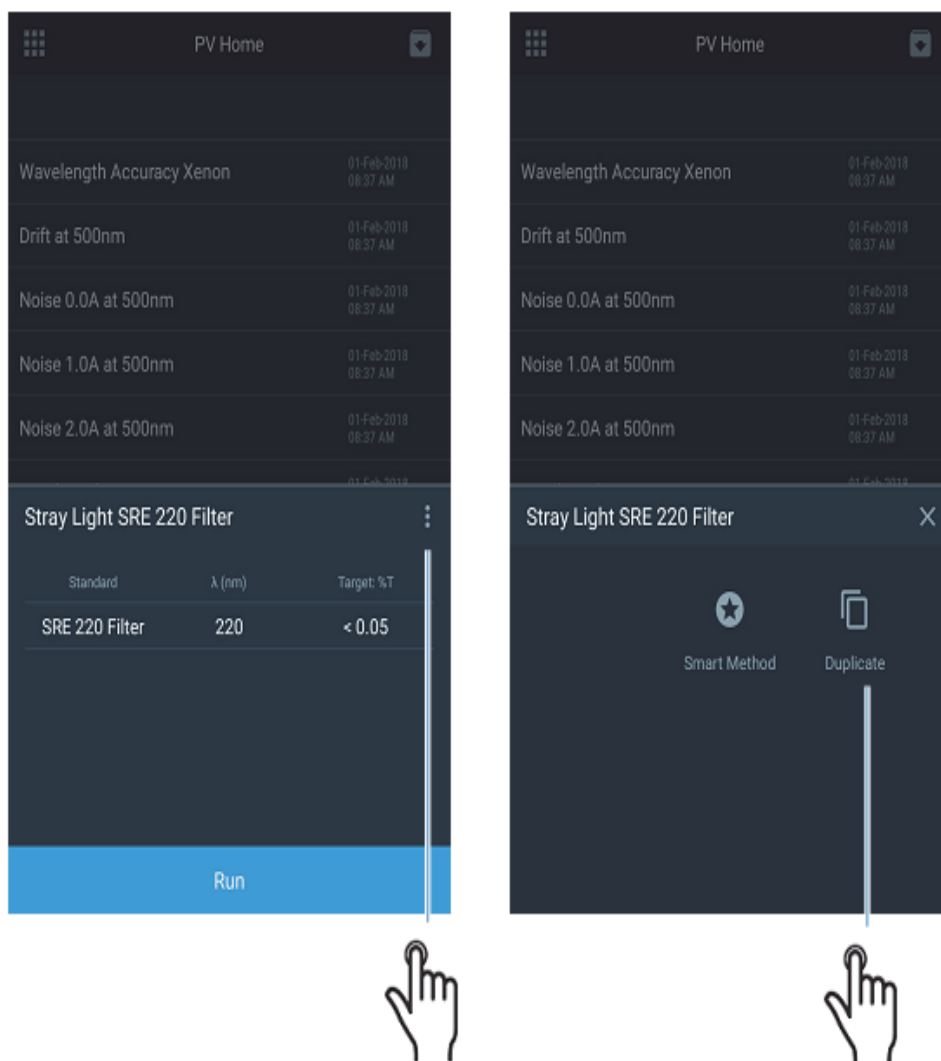 PV Home
Wavelength Accuracy Xenon
01-Feb-2018
08:37 AM
Drift at 500nm
01-Feb-2018
08:37 AM
Noise 0.0A at 500nm
01-Feb-2018
08:37 AM
Noise 1.0A at 500nm
01-Feb-2018
08:37 AM
Noise 2.0A at 500nm
01-Feb-2018
08:37 AM
01-Feb-2018
Stray Light SRE 220 Filter
Standard λ (nm) Target: %T
SRE 220 Filter 220 < 0.05
Run
PV Home
Wavelength Accuracy Xenon
01-Feb-2018
08:37 AM
Drift at 500nm
01-Feb-2018
08:37 AM
Noise 0.0A at 500nm
01-Feb-2018
08:37 AM
Noise 1.0A at 500nm
01-Feb-2018
08:37 AM
Noise 2.0A at 500nm
01-Feb-2018
08:37 AM
01-Feb-2018
Stray Light SRE 220 Filter
Smart Method Duplicate